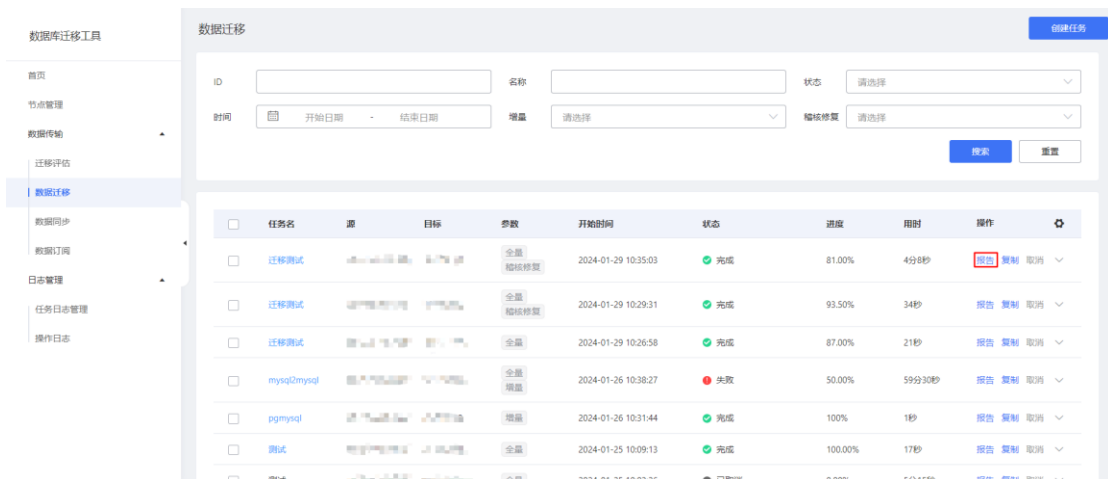 数据库迁移工具
首页
节点管理
数据传输
迁移评估
数据迁移
数据同步
数据订阅
日志管理
任务日志管理
操作日志
数据迁移 创建任务
ID 名称 状态 请选择
时间 开始日期 - 结束日期 增量 请选择 稽核修复 请选择
搜索 重置
任务名 源 目标 参数 开始时间 状态 进度 用时 操作
迁移测试 全量 稽核修复 2024-01-29 10:35:03 完成 81.00% 4分8秒 报告 复制 取消
迁移测试 全量 稽核修复 2024-01-29 10:29:31 完成 93.50% 34秒 报告 复制 取消
迁移测试 全量 2024-01-29 10:26:58 完成 87.00% 21秒 报告 复制 取消
mysql2mysql 全量 增量 2024-01-26 10:38:27 失败 50.00% 59分30秒 报告 复制 取消
pgmysql 增量 2024-01-26 10:31:44 完成 100% 1秒 报告 复制 取消
测试 全量 2024-01-25 10:09:13 完成 100.00% 17秒 报告 复制 取消